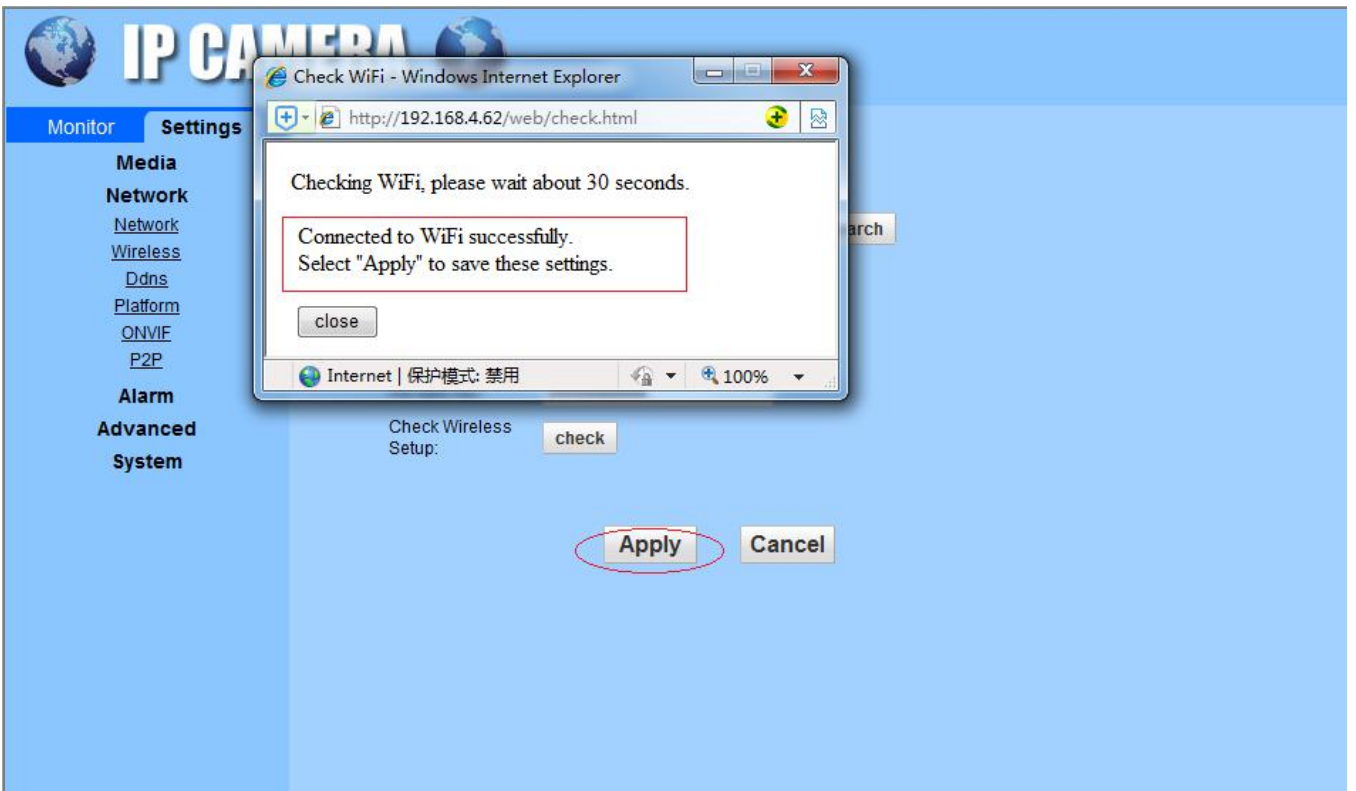 IP CAMERA
Check WiFi - Windows Internet Explorer
http://192.168.4.62/web/check.html
Monitor
Settings
Media
Network
Network
Wireless
Ddns
Platform
ONVIF
P2P
Alarm
Advanced
System
Checking WiFi, please wait about 30 seconds.
Connected to WiFi successfully.
Select "Apply" to save these settings.
close
Internet | 保护模式: 禁用
100%
arch
Check Wireless
Setup:
check
Apply
Cancel